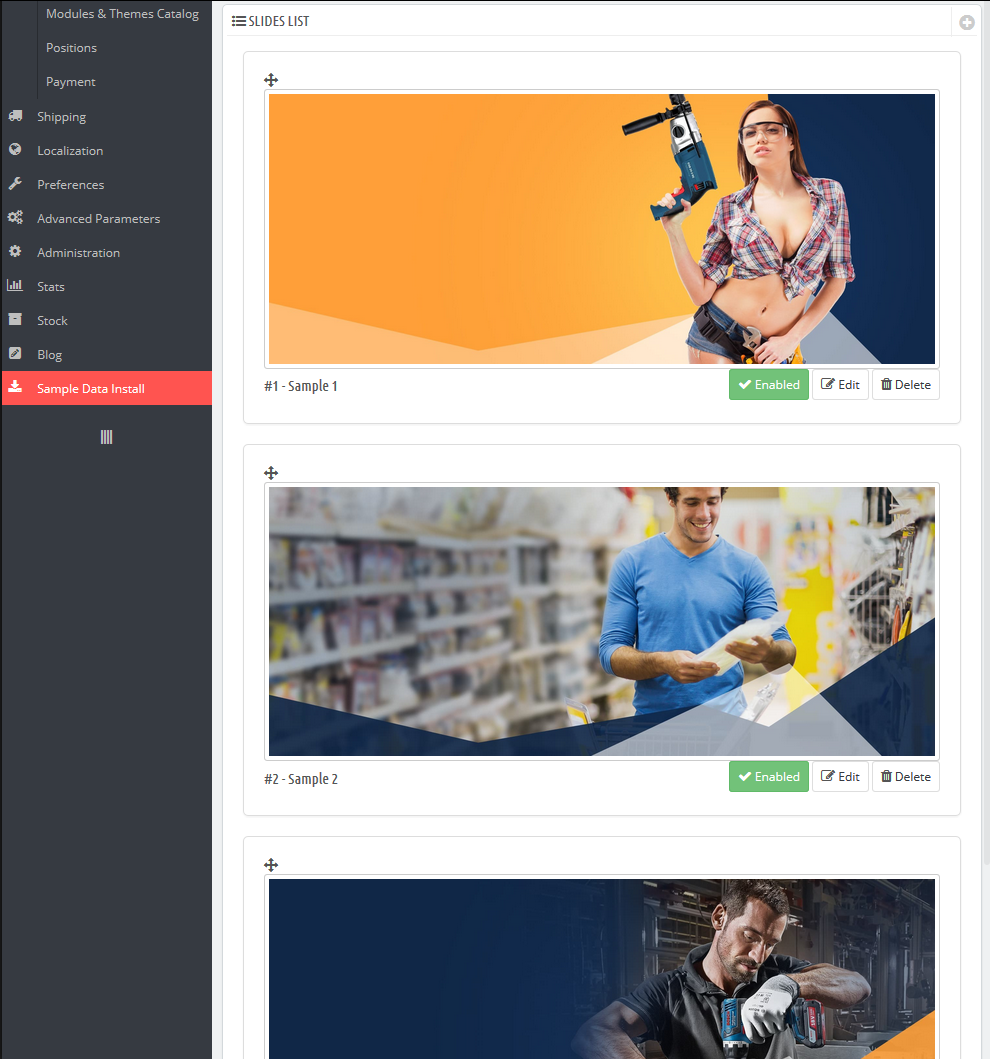 Modules & Themes Catalog
Positions
Payment
Shipping
Localization
Preferences
Advanced Parameters
Administration
Stats
Stock
Blog
Sample Data Install
SLIDES LIST
#1 - Sample 1
Enabled
Edit
Delete
#2 - Sample 2
Enabled
Edit
Delete